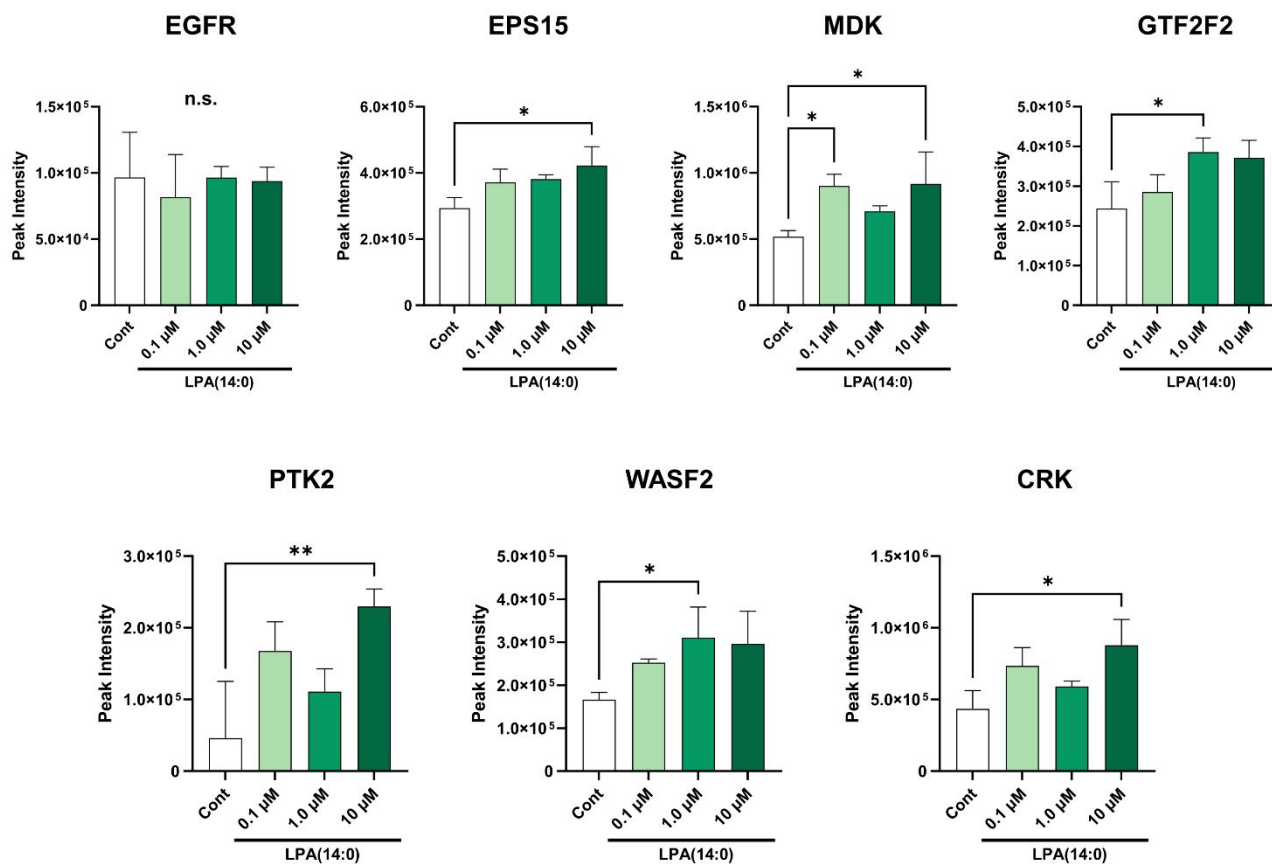 EGFR
n.s.
Peak Intensity
1.5×10⁵
1.0×10⁵
5.0×10⁴
0
Cont
0.1 µM
1.0 µM
10 µM
LPA(14:0)
EPS15
*
Peak Intensity
6.0×10⁵
4.0×10⁵
2.0×10⁵
0
Cont
0.1 µM
1.0 µM
10 µM
LPA(14:0)
MDK
*
*
Peak Intensity
1.5×10⁶
1.0×10⁶
5.0×10⁵
0
Cont
0.1 µM
1.0 µM
10 µM
LPA(14:0)
GTF2F2
*
Peak Intensity
5.0×10⁵
4.0×10⁵
3.0×10⁵
2.0×10⁵
1.0×10⁵
0
Cont
0.1 µM
1.0 µM
10 µM
LPA(14:0)
PTK2
**
Peak Intensity
3.0×10⁵
2.0×10⁵
1.0×10⁵
0
Cont
0.1 µM
1.0 µM
10 µM
LPA(14:0)
WASF2
*
Peak Intensity
5.0×10⁵
4.0×10⁵
3.0×10⁵
2.0×10⁵
1.0×10⁵
0
Cont
0.1 µM
1.0 µM
10 µM
LPA(14:0)
CRK
*
Peak Intensity
1.5×10⁶
1.0×10⁶
5.0×10⁵
0
Cont
0.1 µM
1.0 µM
10 µM
LPA(14:0)